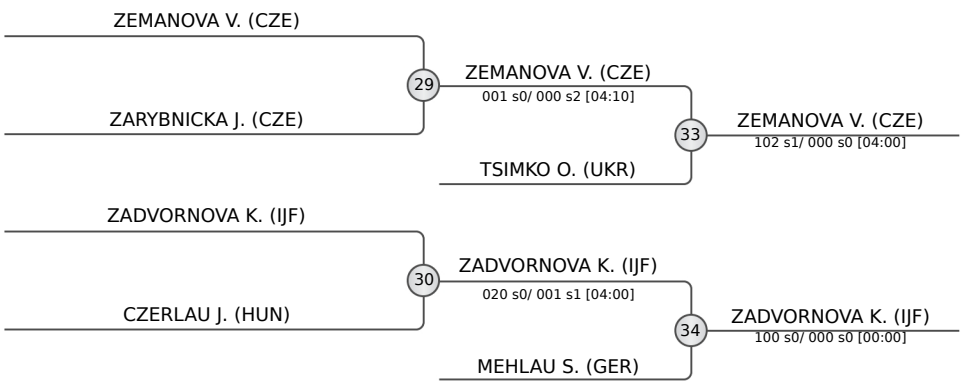 ZEMANOVA V. (CZE)
29
ZEMANOVA V. (CZE)
001 s0/ 000 s2 [04:10]
ZARYBNICKA J. (CZE)
33
ZEMANOVA V. (CZE)
102 s1/ 000 s0 [04:00]
TSIMKO O. (UKR)
ZADVORNOVA K. (IJF)
30
ZADVORNOVA K. (IJF)
020 s0/ 001 s1 [04:00]
CZERLAU J. (HUN)
34
ZADVORNOVA K. (IJF)
100 s0/ 000 s0 [00:00]
MEHLAU S. (GER)